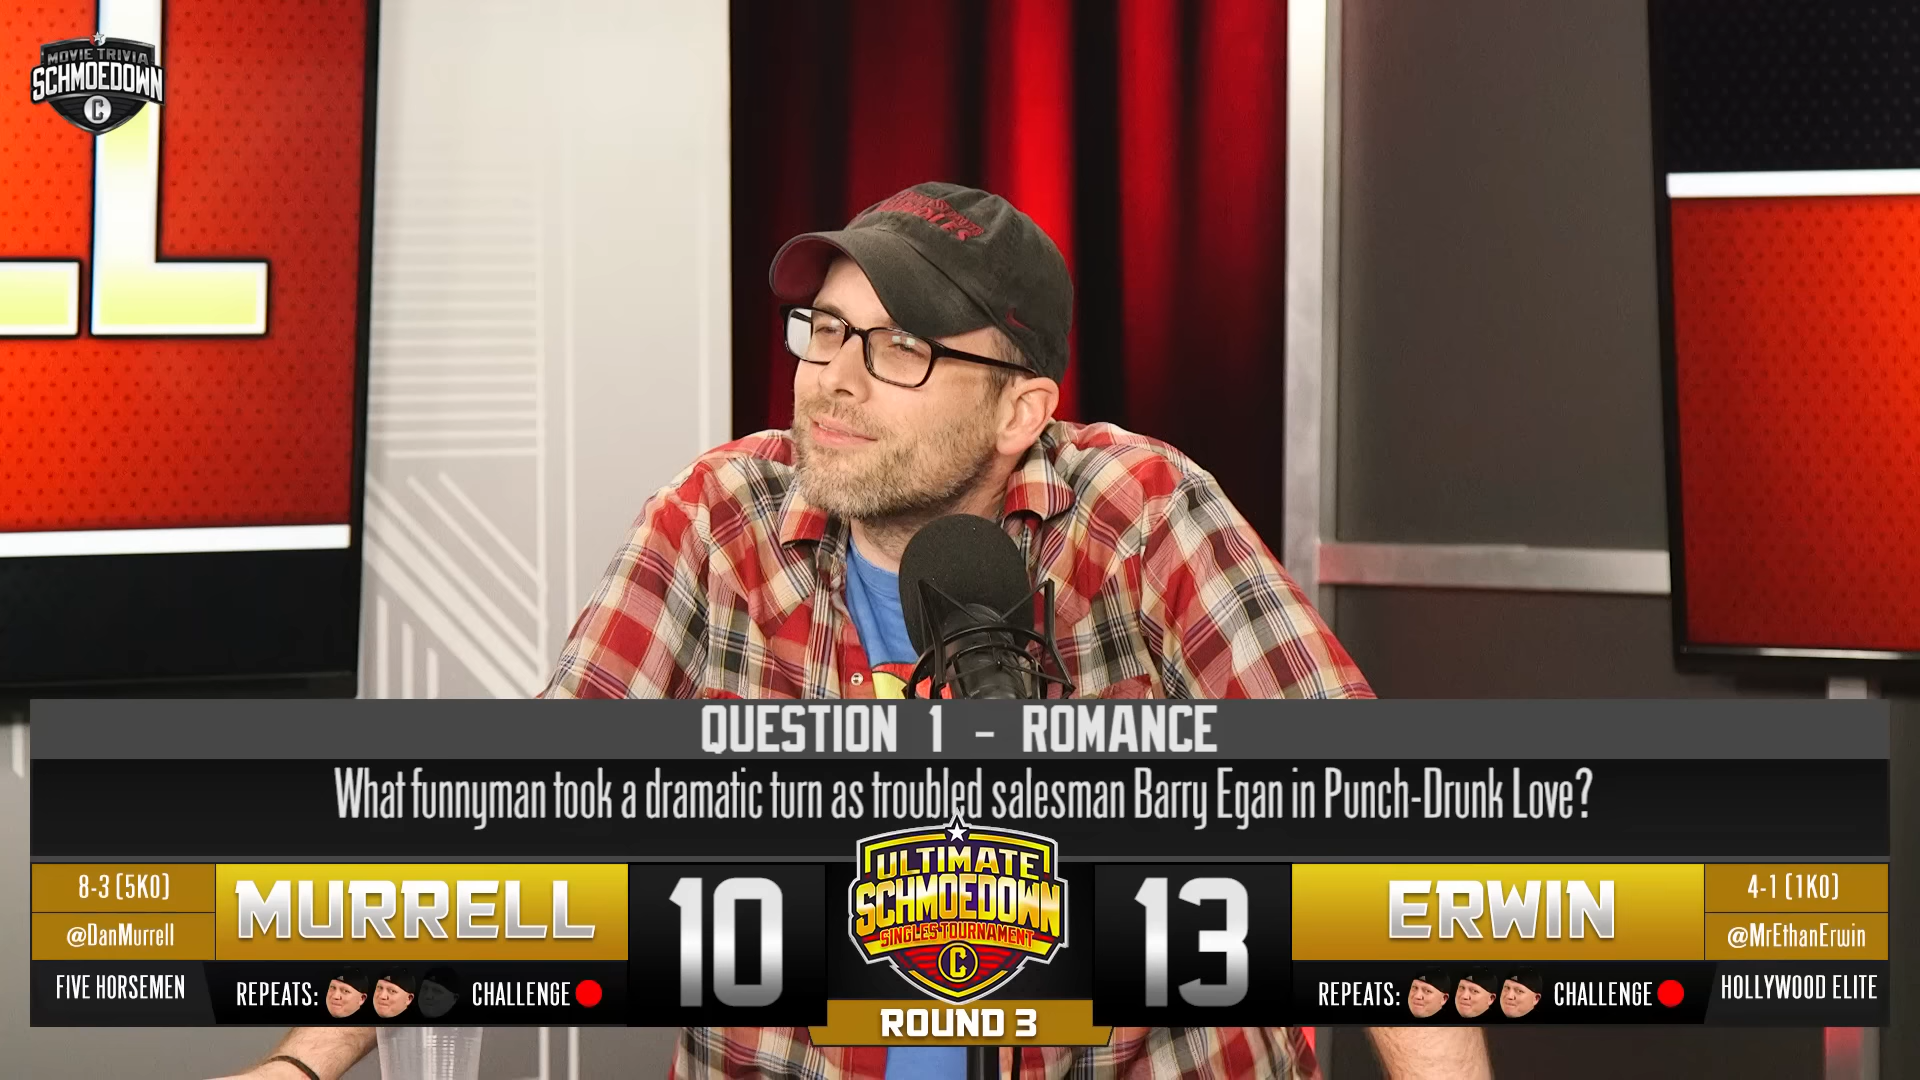 MOVIE TRIVIA
SCHMOEDOWN
C
QUESTION 1 - ROMANCE
What funnyman took a dramatic turn as troubled salesman Barry Egan in Punch-Drunk Love?
8-3 (5KO)
@DanMurrell
MURRELL
10
ULTIMATE
SCHMOEDOWN
SINGLES TOURNAMENT
C
13
ERWIN
4-1 (1KO)
@MrEthanErwin
FIVE HORSEMEN
REPEATS:
CHALLENGE
ROUND 3
REPEATS:
CHALLENGE
HOLLYWOOD ELITE